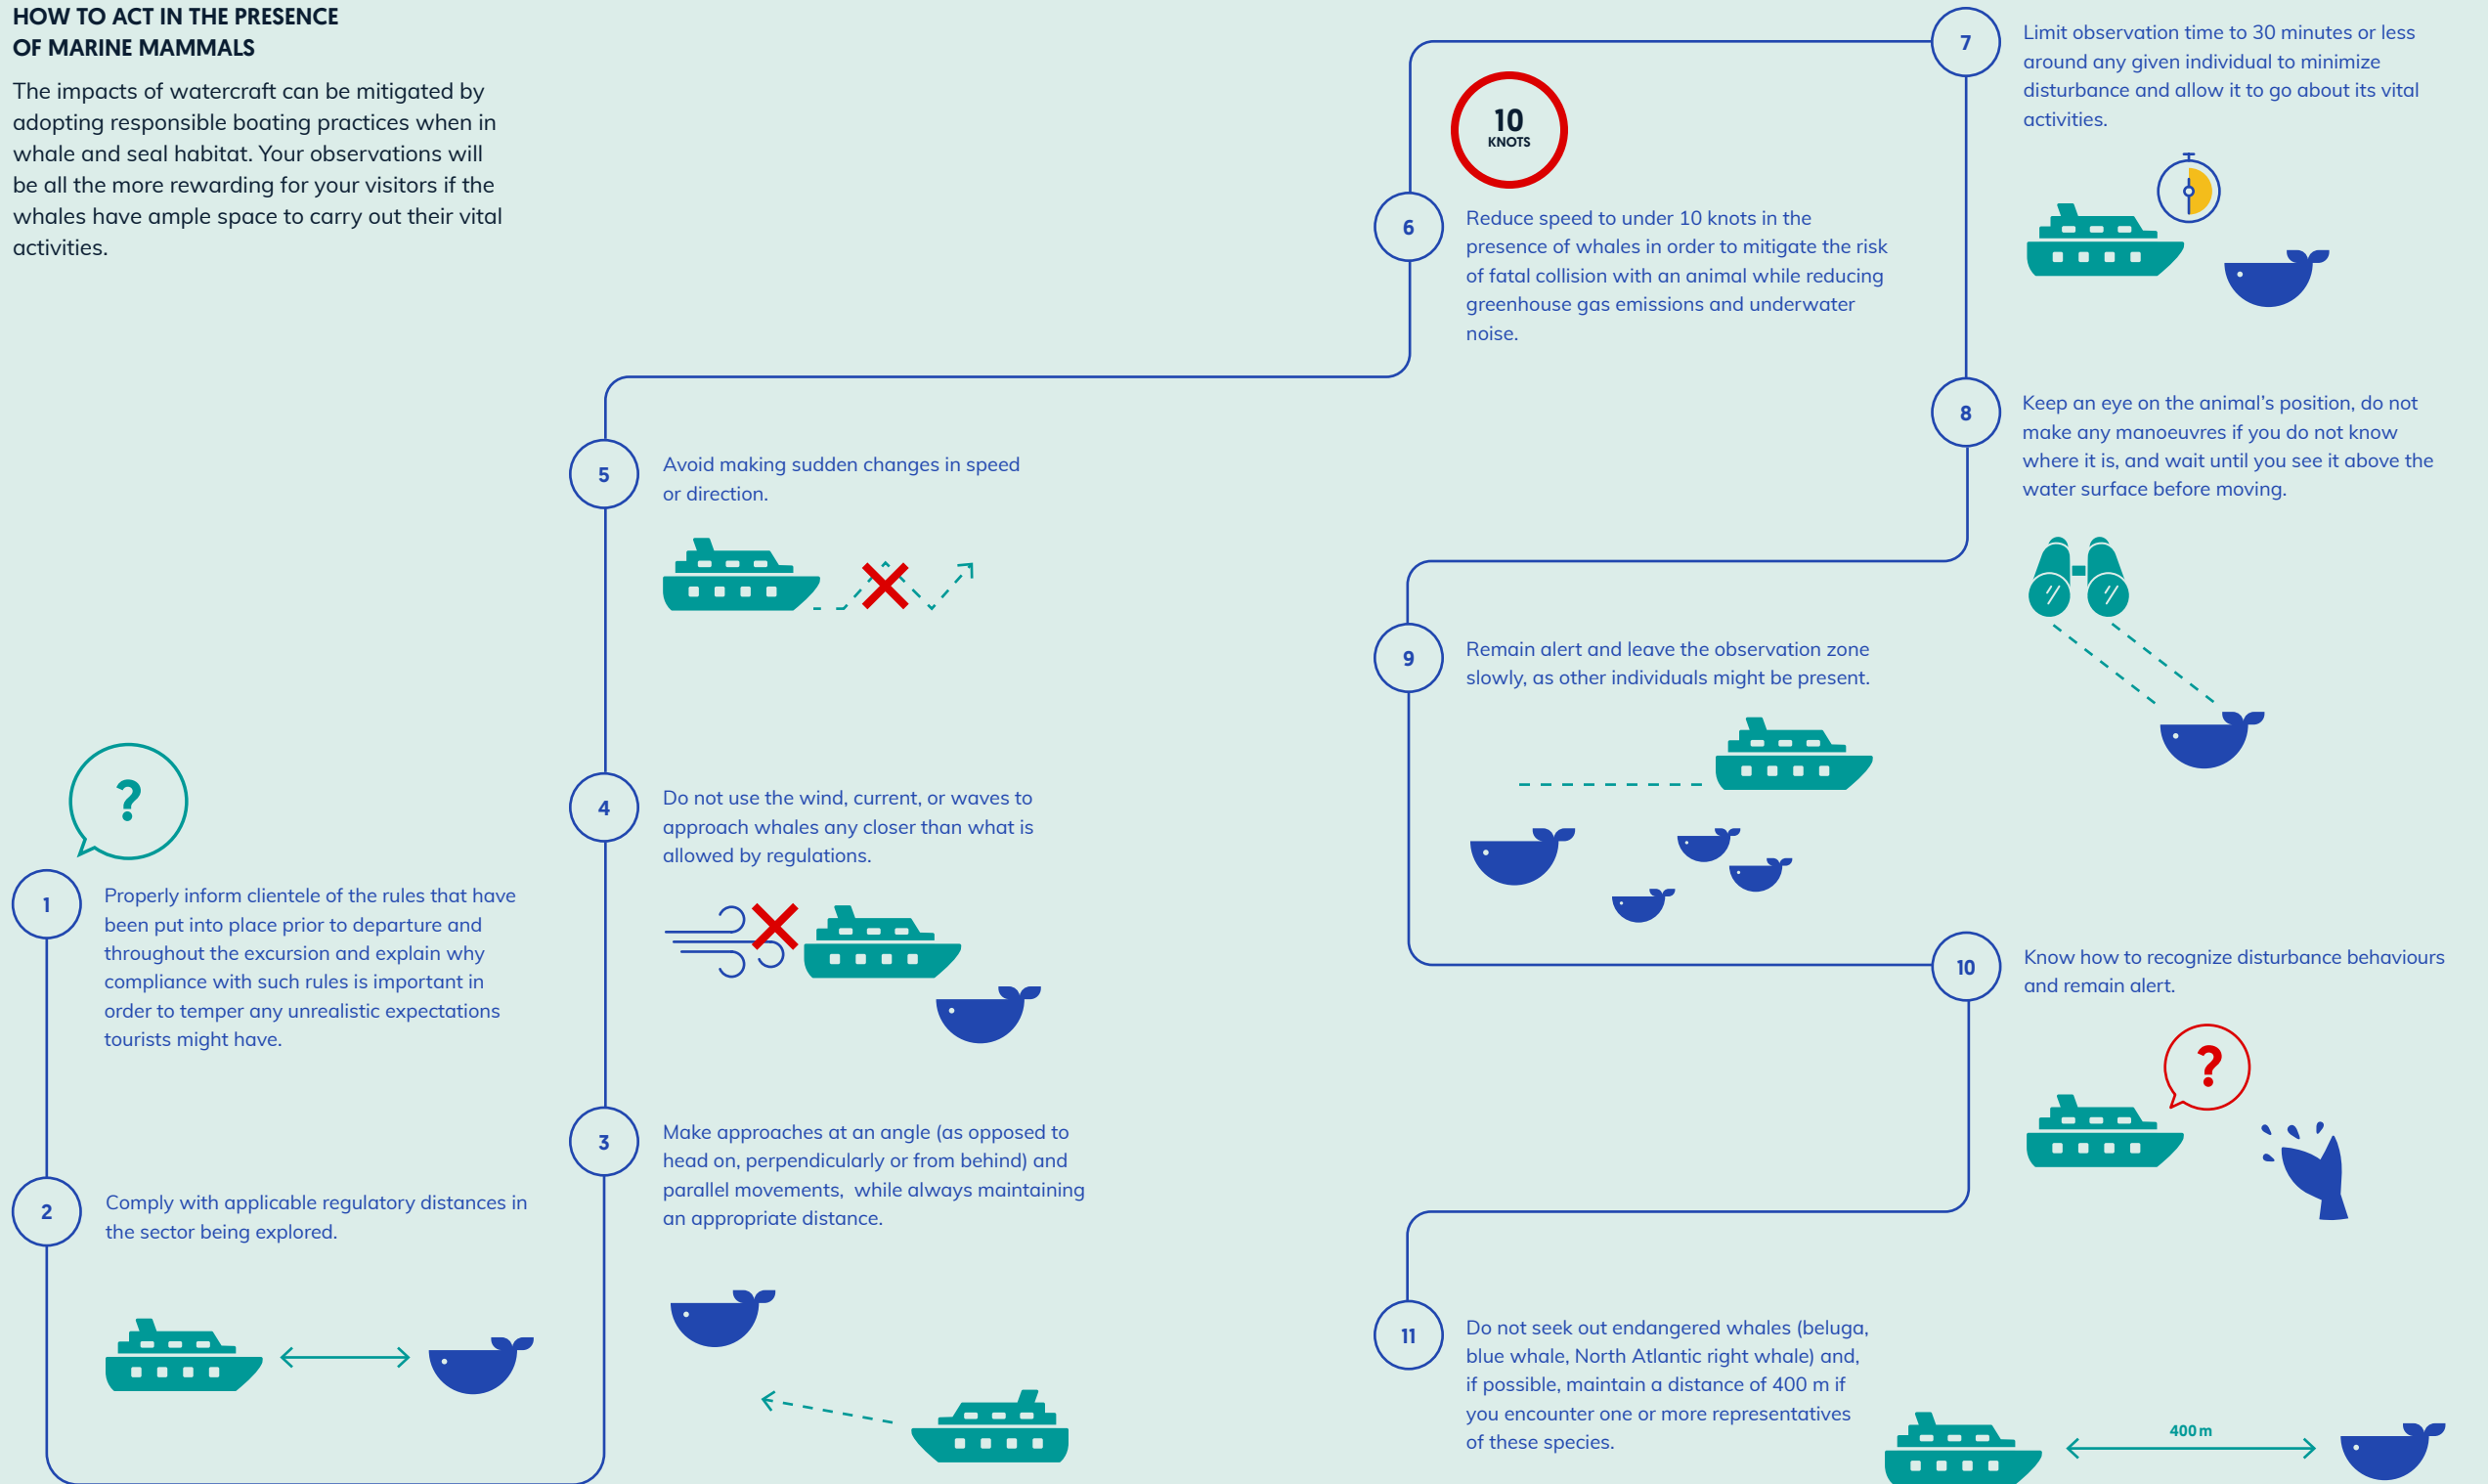 HOW TO ACT IN THE PRESENCE
OF MARINE MAMMALS
The impacts of watercraft can be mitigated by
adopting responsible boating practices when in
whale and seal habitat. Your observations will
be all the more rewarding for your visitors if the
whales have ample space to carry out their vital
activities.
?
1
Properly inform clientele of the rules that have
been put into place prior to departure and
throughout the excursion and explain why
compliance with such rules is important in
order to temper any unrealistic expectations
tourists might have.
2
Comply with applicable regulatory distances in
the sector being explored.
3
Make approaches at an angle (as opposed to
head on, perpendicularly or from behind) and
parallel movements,  while always maintaining
an appropriate distance.
4
Do not use the wind, current, or waves to
approach whales any closer than what is
allowed by regulations.
5
Avoid making sudden changes in speed
or direction.
10
KNOTS
6
Reduce speed to under 10 knots in the
presence of whales in order to mitigate the risk
of fatal collision with an animal while reducing
greenhouse gas emissions and underwater
noise.
7
Limit observation time to 30 minutes or less
around any given individual to minimize
disturbance and allow it to go about its vital
activities.
8
Keep an eye on the animal’s position, do not
make any manoeuvres if you do not know
where it is, and wait until you see it above the
water surface before moving.
9
Remain alert and leave the observation zone
slowly, as other individuals might be present.
10
Know how to recognize disturbance behaviours
and remain alert.
?
11
Do not seek out endangered whales (beluga,
blue whale, North Atlantic right whale) and,
if possible, maintain a distance of 400 m if
you encounter one or more representatives
of these species.
400 m